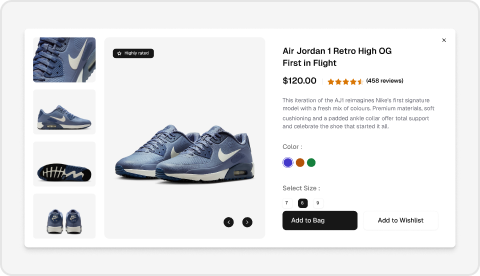 Highly rated
Air Jordan 1 Retro High OG
First in Flight
$120.00
(458 reviews)
This iteration of the AJ1 reimagines Nike's first signature
model with a fresh mix of colours. Premium materials, soft
cushioning and a padded ankle collar offer total support
and celebrate the shoe that started it all.
Color :
Select Size :
7 8 9
Add to Bag
Add to Wishlist